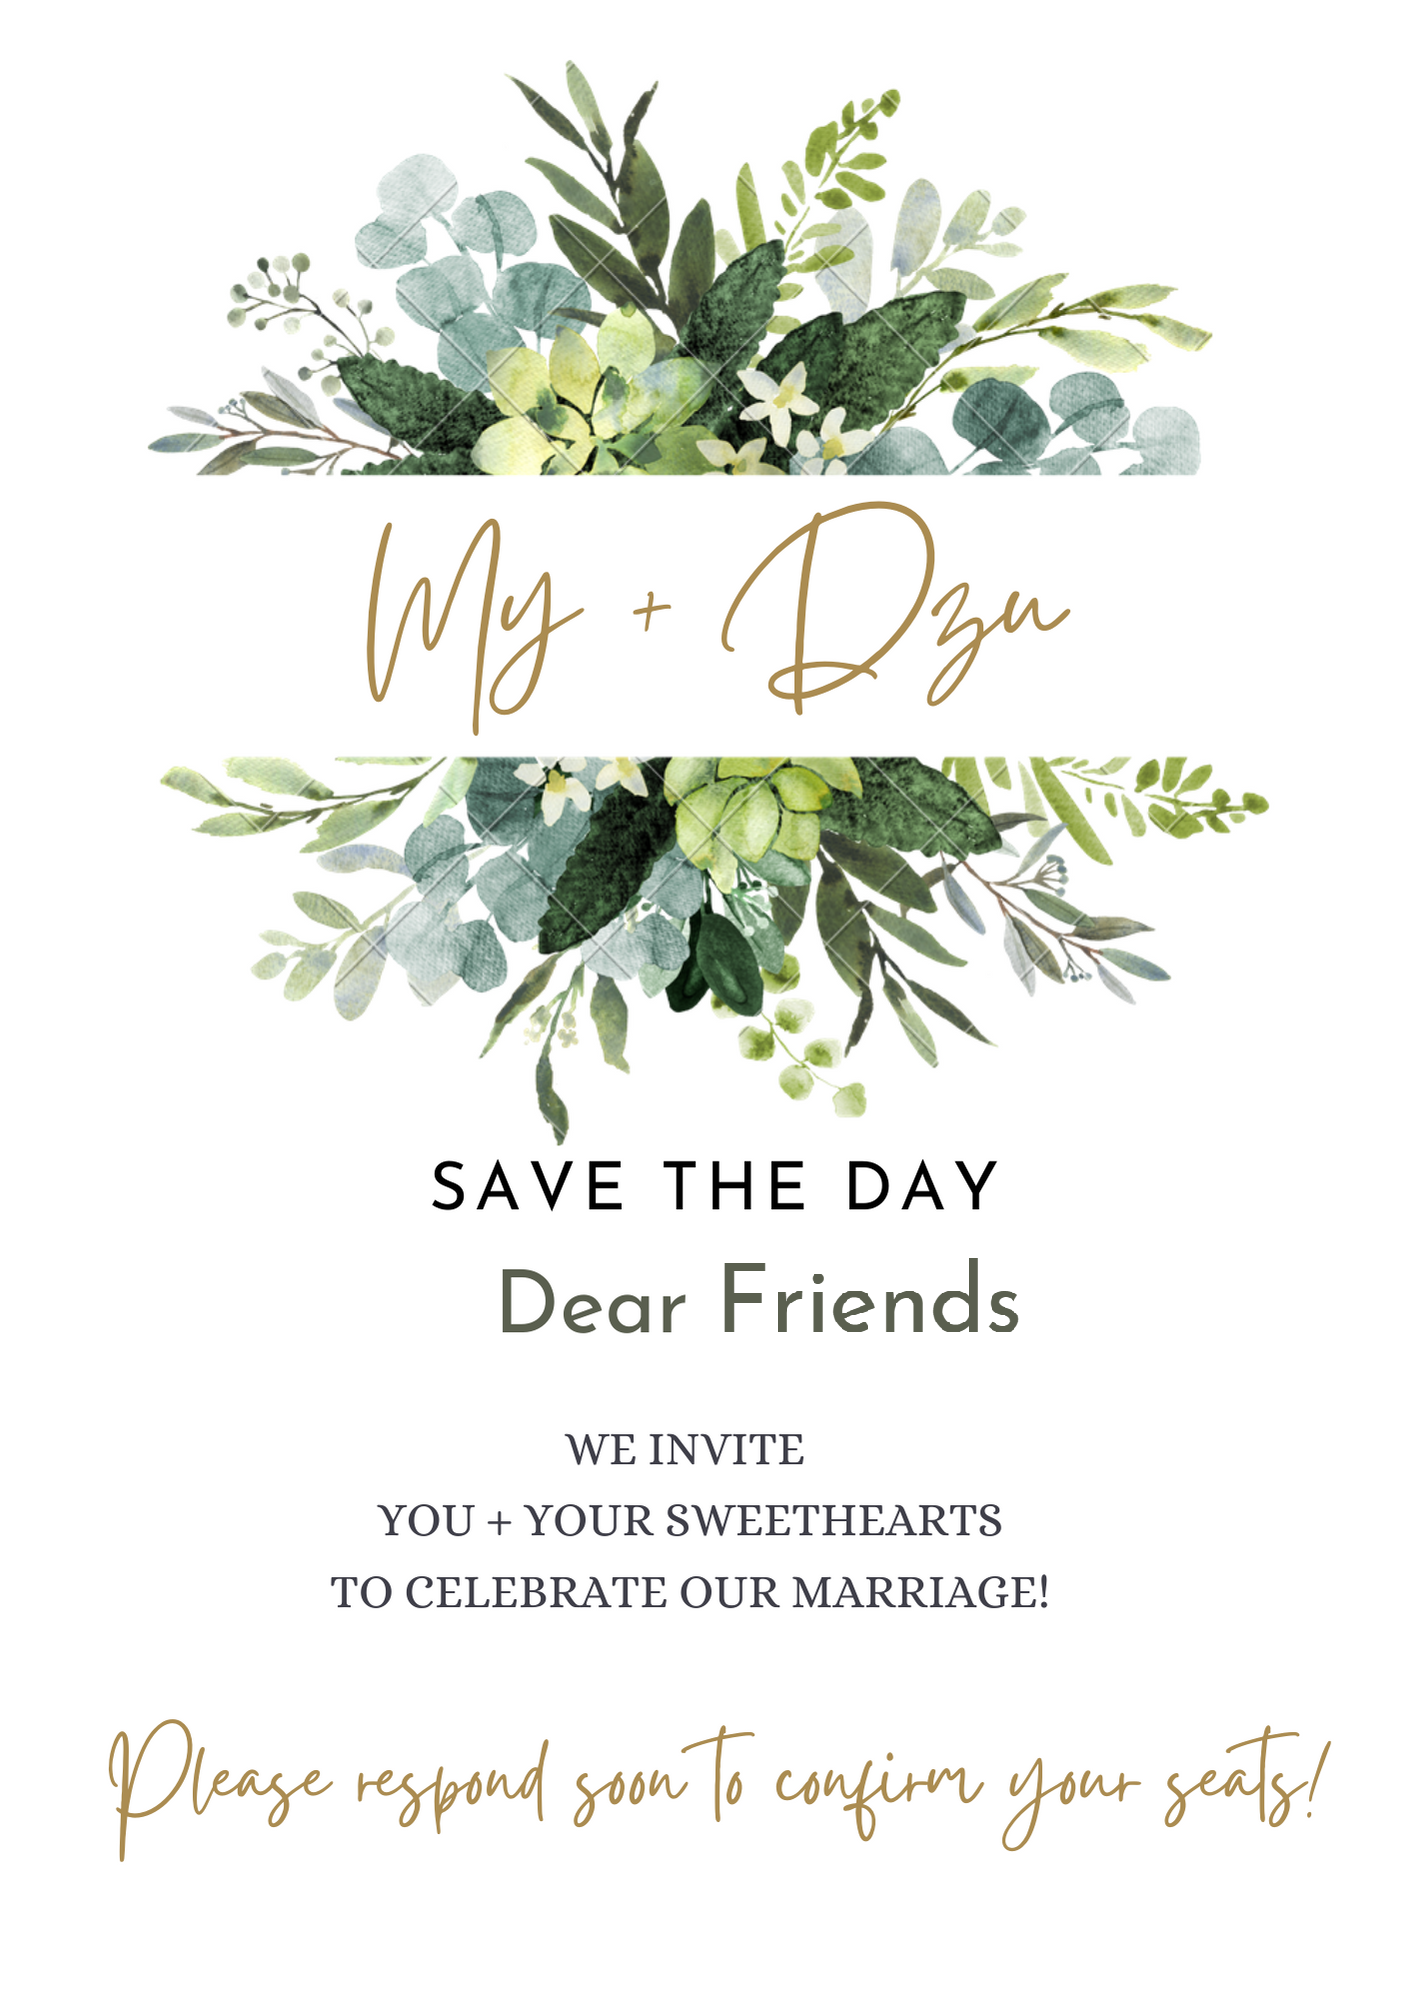 My + Dzu
SAVE THE DAY
Dear Friends
WE INVITE
YOU + YOUR SWEETHEARTS
TO CELEBRATE OUR MARRIAGE!
Please respond soon to confirm your seats!